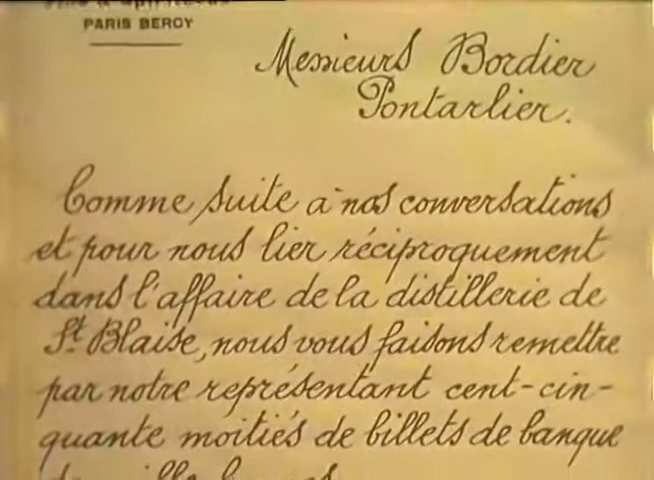 PARIS BERCY
Messieurs Bordier
Pontarlier.
Comme suite à nos conversations
et pour nous lier réciproquement
dans l'affaire de la distillerie de
St. Blaise, nous vous faisons remettre
par notre représentant cent-cin-
quante moitiés de billets de banque